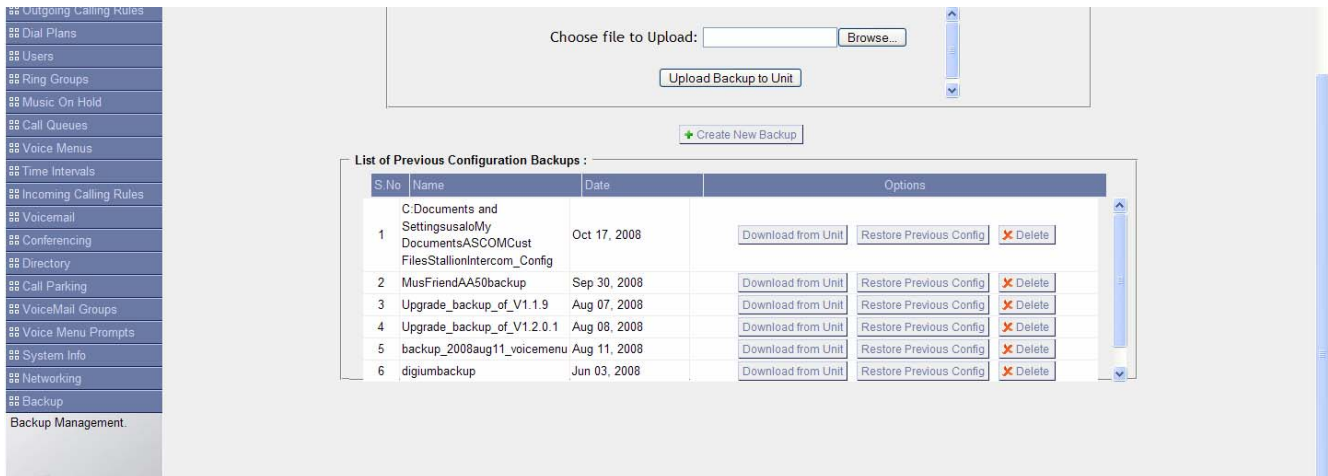 Outgoing Calling Rules
Dial Plans
Users
Ring Groups
Music On Hold
Call Queues
Voice Menus
Time Intervals
Incoming Calling Rules
Voicemail
Conferencing
Directory
Call Parking
VoiceMail Groups
Voice Menu Prompts
System Info
Networking
Backup
Backup Management.
Choose file to Upload: Browse...
Upload Backup to Unit
Create New Backup
List of Previous Configuration Backups :
S.No Name Date Options
C:Documents and
SettingsusaloMy
1 DocumentsASCOMCust Oct 17, 2008 Download from Unit Restore Previous Config Delete
FilesStallionIntercom_Config
2 MusFriendAA50backup Sep 30, 2008 Download from Unit Restore Previous Config Delete
3 Upgrade_backup_of_V1.1.9 Aug 07, 2008 Download from Unit Restore Previous Config Delete
4 Upgrade_backup_of_V1.2.0.1 Aug 08, 2008 Download from Unit Restore Previous Config Delete
5 backup_2008aug11_voicemenu Aug 11, 2008 Download from Unit Restore Previous Config Delete
6 digiumbackup Jun 03, 2008 Download from Unit Restore Previous Config Delete